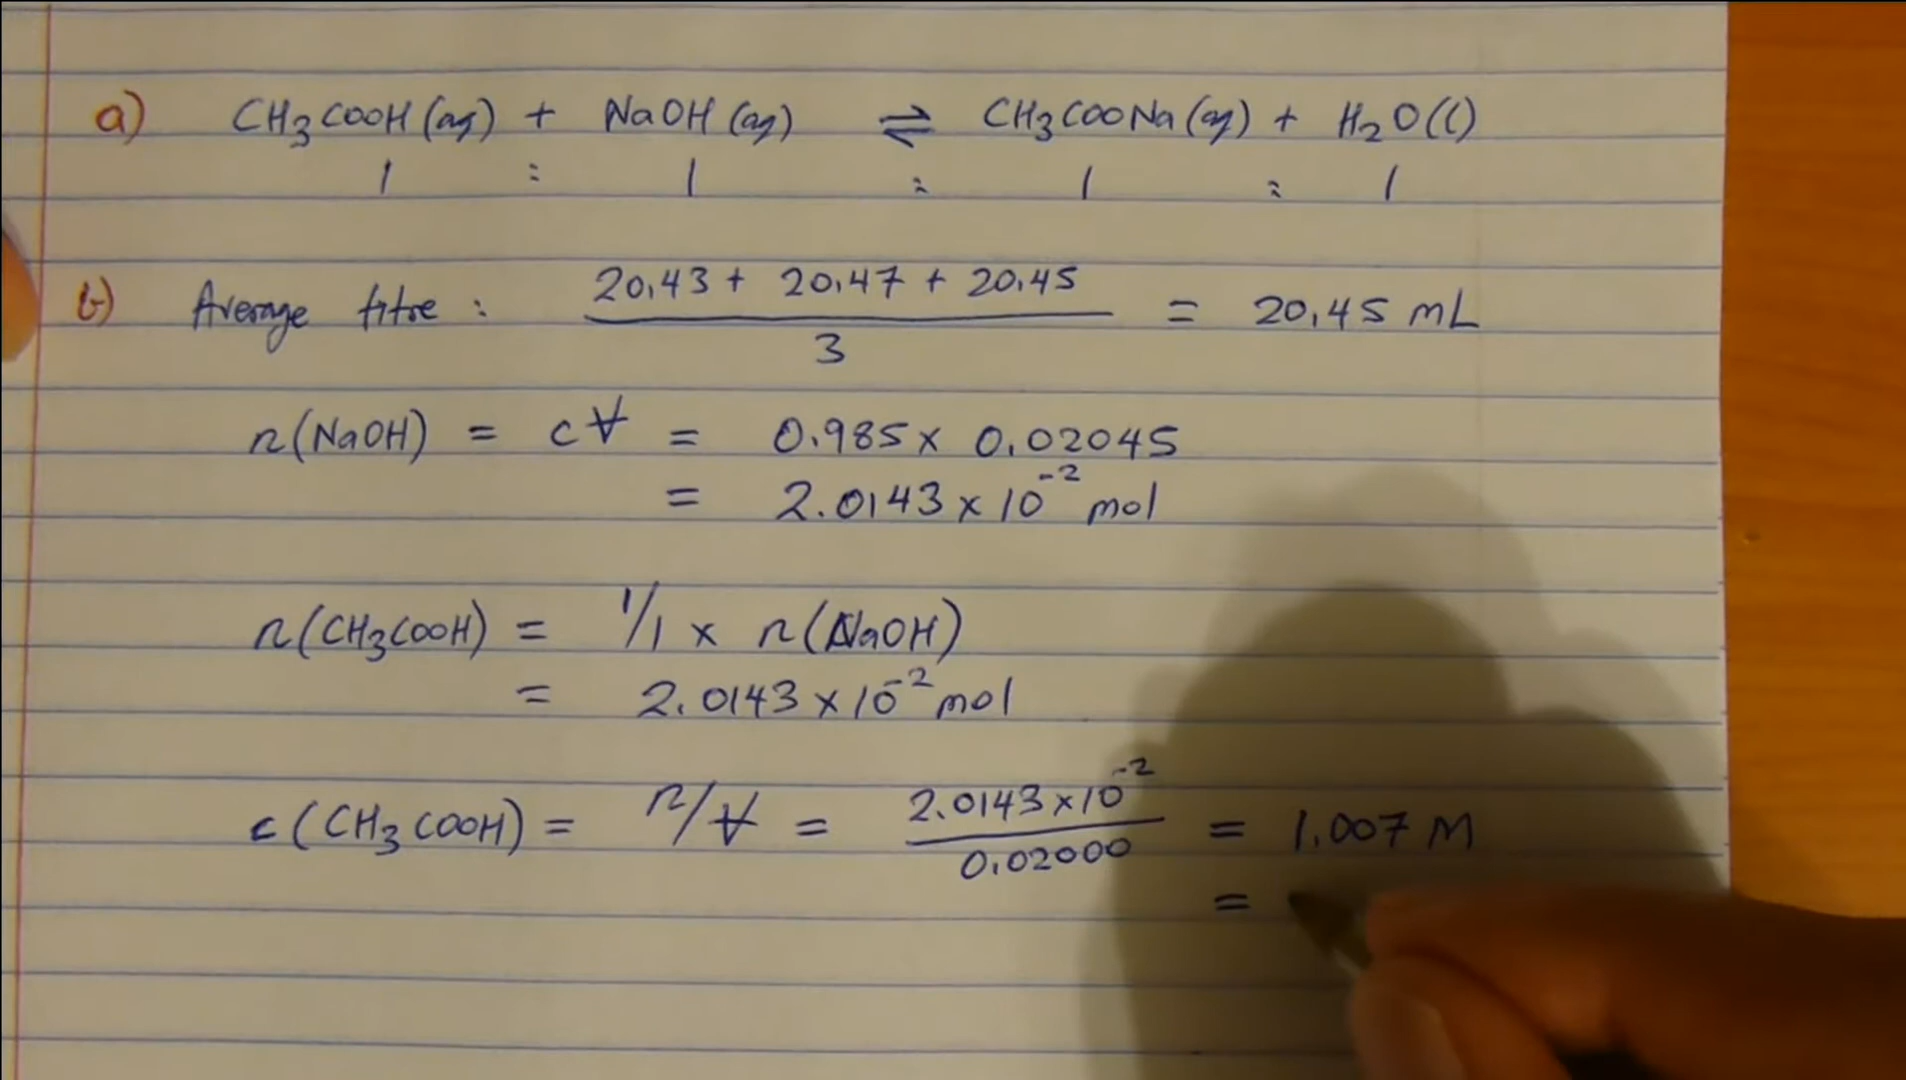 a) CH₃COOH (aq) + NaOH (aq) ⇌ CH₃COONa (aq) + H₂O(l)
1 : 1 : 1 : 1
b) Average titre : (20.43 + 20.47 + 20.45) / 3 = 20.45 mL
n(NaOH) = cV = 0.985 x 0.02045
= 2.0143 x 10⁻² mol
n(CH₃COOH) = 1/1 x n(NaOH)
= 2.0143 x 10⁻² mol
c(CH₃COOH) = n/V = 2.0143 x 10⁻² / 0.02000 = 1.007 M
=